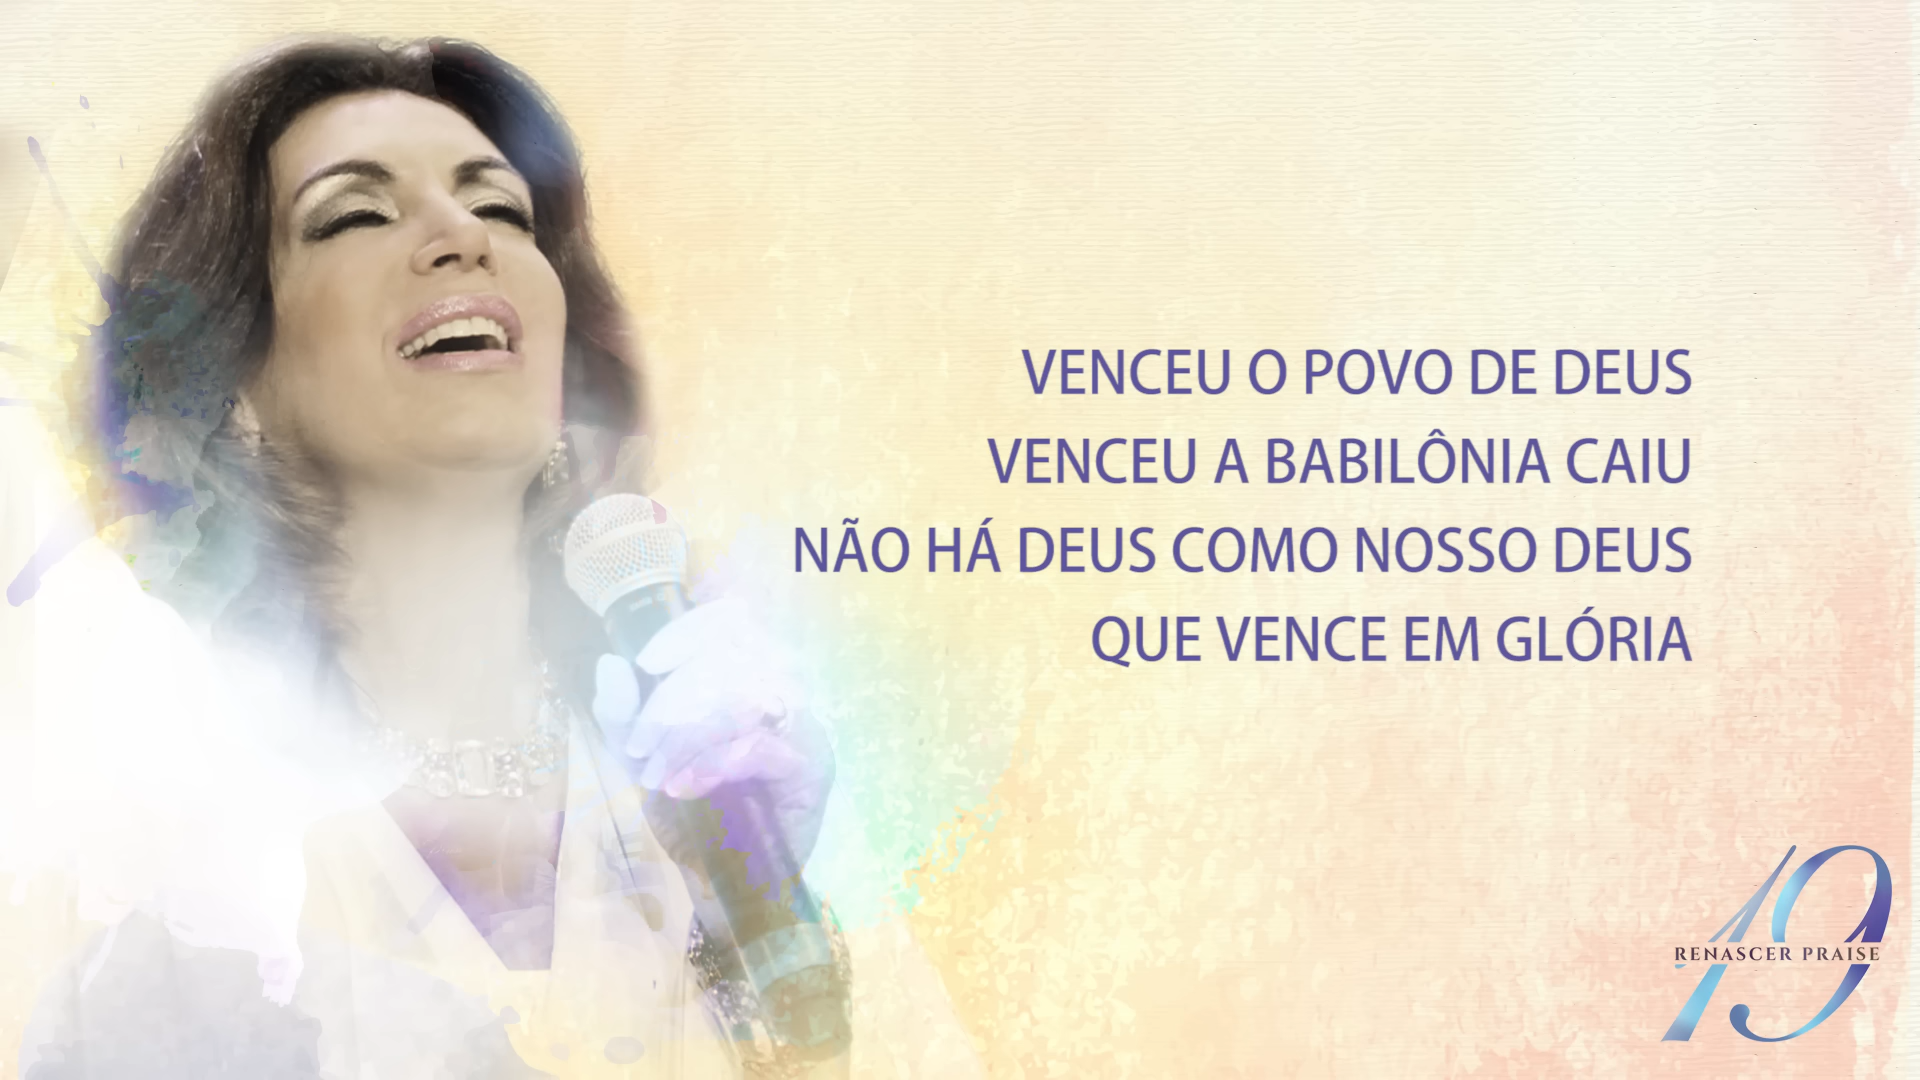 VENCEU O POVO DE DEUS
VENCEU A BABILÔNIA CAIU
NÃO HÁ DEUS COMO NOSSO DEUS
QUE VENCE EM GLÓRIA
19
RENASCER PRAISE